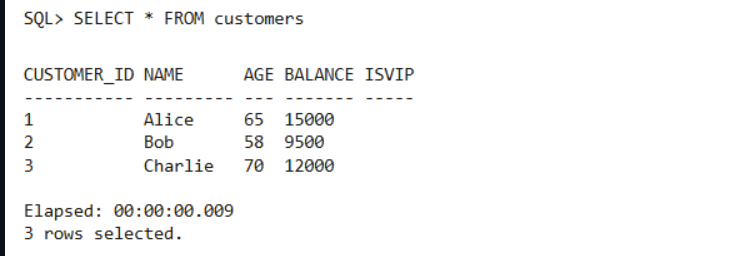 SQL> SELECT * FROM customers
CUSTOMER_ID NAME      AGE BALANCE ISVIP
----------- --------- --- ------- -----
1           Alice     65  15000
2           Bob       58  9500
3           Charlie   70  12000
Elapsed: 00:00:00.009
3 rows selected.